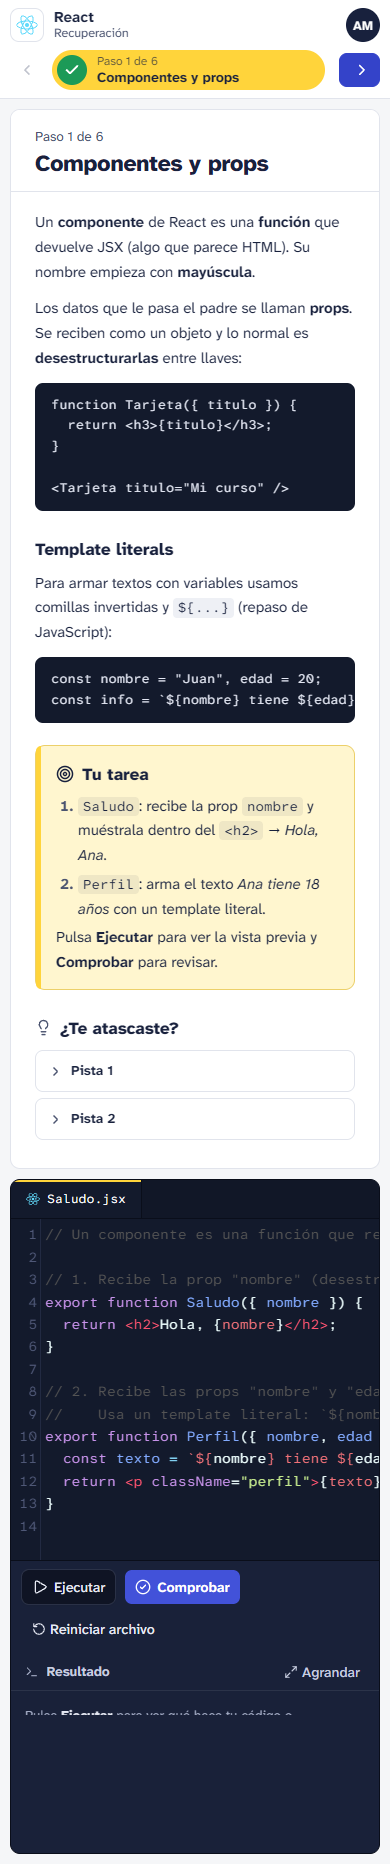 React
Recuperación
AM
Paso 1 de 6
Componentes y props
Paso 1 de 6
Componentes y props
Un componente de React es una función que
devuelve JSX (algo que parece HTML). Su
nombre empieza con mayúscula.
Los datos que le pasa el padre se llaman props.
Se reciben como un objeto y lo normal es
desestructurarlas entre llaves:
function Tarjeta({ titulo }) {
  return <h3>{titulo}</h3>;
}
<Tarjeta titulo="Mi curso" />
Template literals
Para armar textos con variables usamos
comillas invertidas y ${...} (repaso de
JavaScript):
const nombre = "Juan", edad = 20;
const info = `${nombre} tiene ${edad}
Tu tarea
1. Saludo: recibe la prop nombre y
muéstrala dentro del <h2> → Hola,
Ana.
2. Perfil: arma el texto Ana tiene 18
años con un template literal.
Pulsa Ejecutar para ver la vista previa y
Comprobar para revisar.
¿Te atascaste?
Pista 1
Pista 2
Saludo.jsx
1 // Un componente es una función que re
2
3 // 1. Recibe la prop "nombre" (desestr
4 export function Saludo({ nombre }) {
5   return <h2>Hola, {nombre}</h2>;
6 }
7
8 // 2. Recibe las props "nombre" y "eda
9 //    Usa un template literal: `${nomb
10 export function Perfil({ nombre, edad
11   const texto = `${nombre} tiene ${eda
12   return <p className="perfil">{texto}
13 }
14
Ejecutar
Comprobar
Reiniciar archivo
Resultado
Agrandar
Pulsa Ejecutar para ver qué hace tu código o